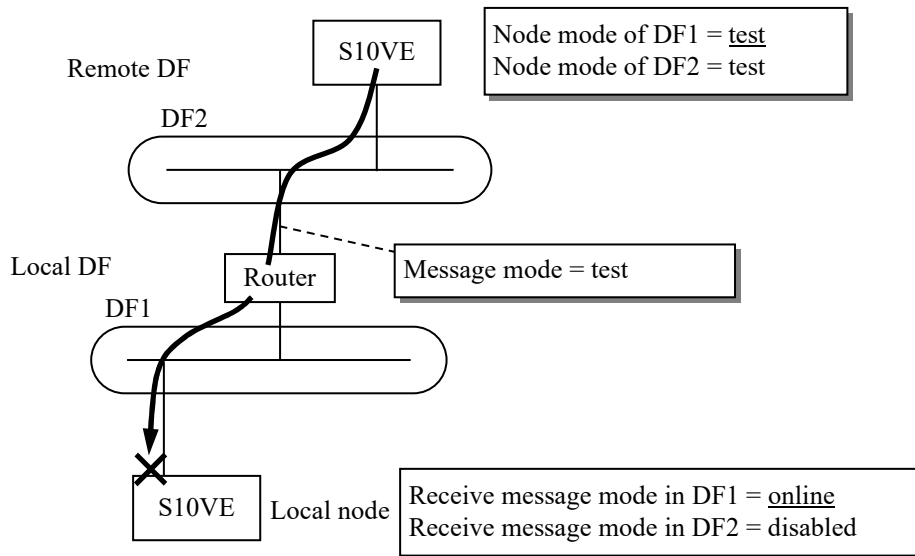 S10VE
Node mode of DF1 = test
Node mode of DF2 = test
Remote DF
DF2
Message mode = test
Router
Local DF
DF1
S10VE
Local node
Receive message mode in DF1 = online
Receive message mode in DF2 = disabled